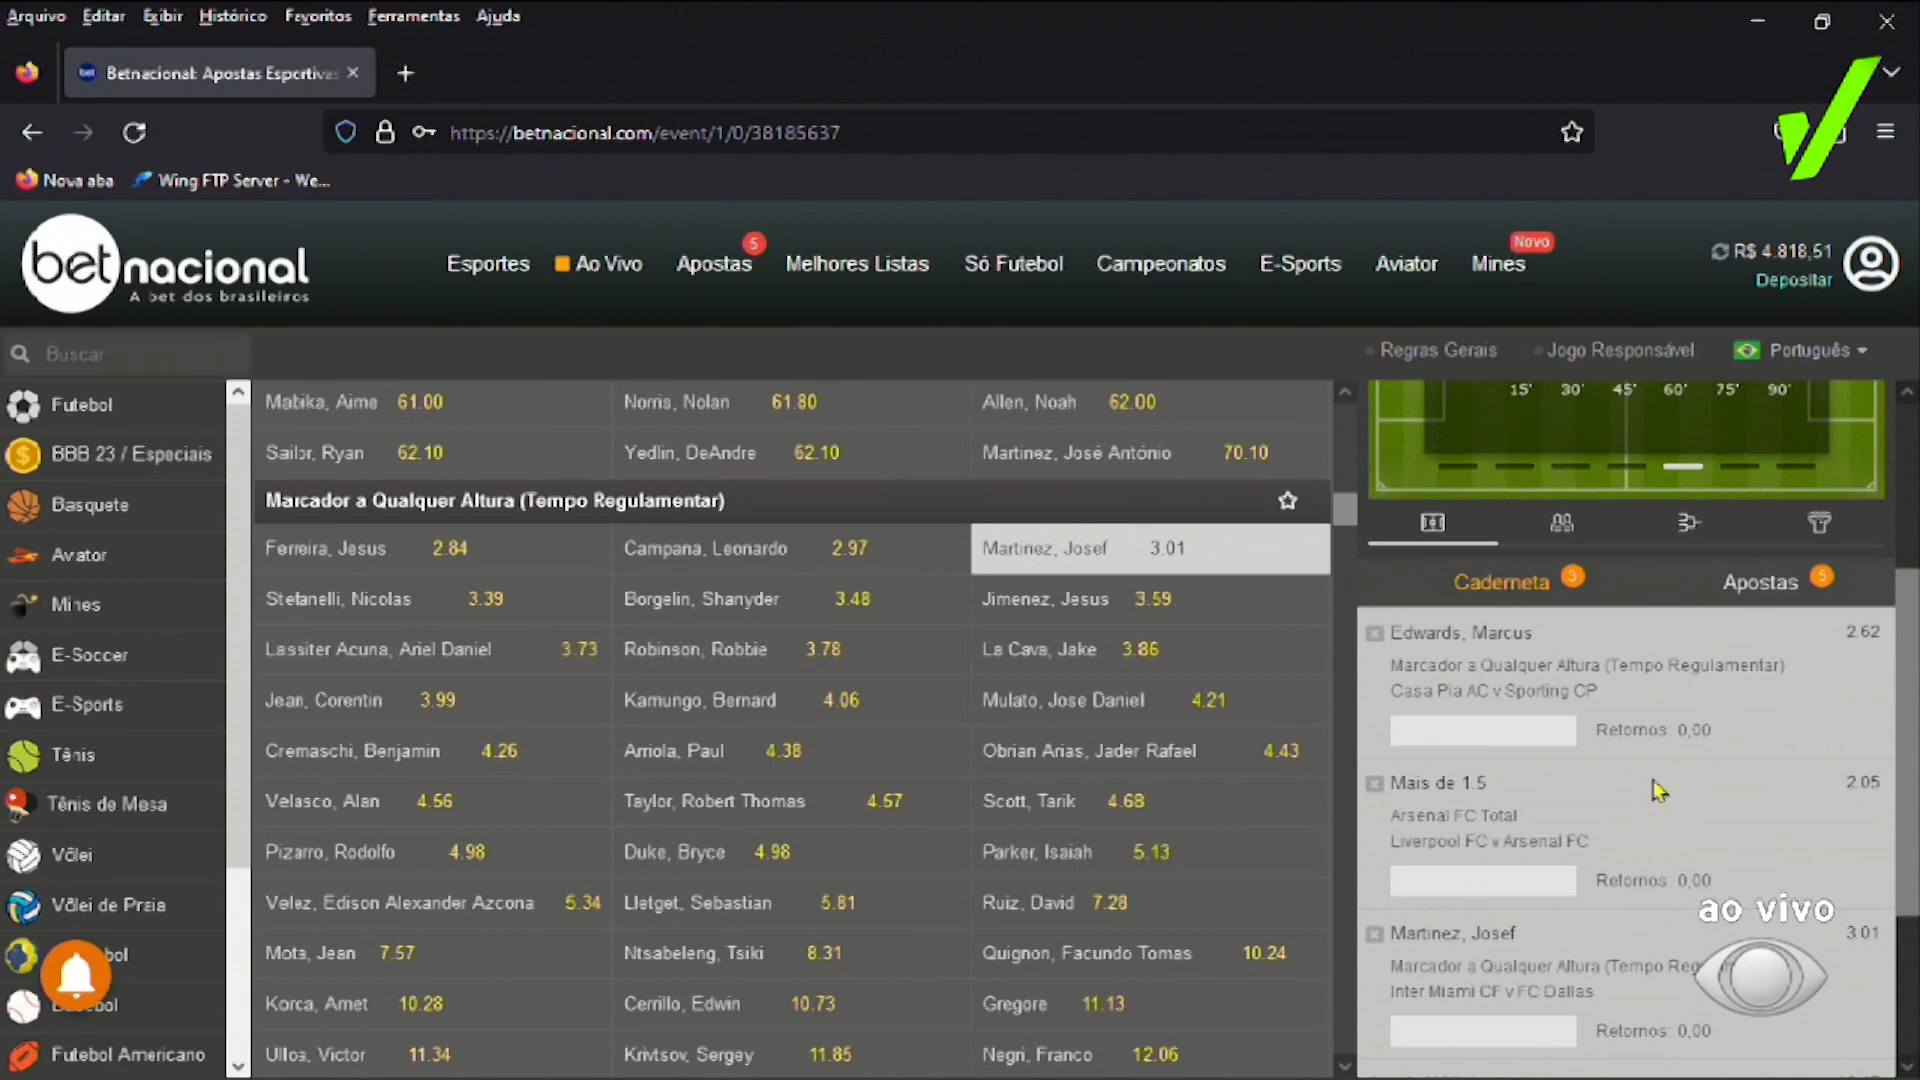 Arquivo Editar Exibir Histórico Favoritos Ferramentas Ajuda
bet Betnacional: Apostas Esportivas
https://betnacional.com/event/1/0/38185637
Nova aba Wing FTP Server - We...
betnacional
A bet dos brasileiros
Esportes Ao Vivo Apostas 5 Melhores Listas Só Futebol Campeonatos E-Sports Aviator Mines Novo
R$ 4.818,51
Depositar
Buscar
Regras Gerais Jogo Responsável Português
Futebol
BBB 23 / Especiais
Basquete
Aviator
Mines
E-Soccer
E-Sports
Tênis
Tênis de Mesa
Vôlei
Vôlei de Praia
bol
bol
Futebol Americano
Mabika, Aime 61.00 Norris, Nolan 61.80 Allen, Noah 62.00
Sailor, Ryan 62.10 Yedlin, DeAndre 62.10 Martinez, José António 70.10
Marcador a Qualquer Altura (Tempo Regulamentar)
Ferreira, Jesus 2.84 Campana, Leonardo 2.97 Martinez, Josef 3.01
Stefanelli, Nicolas 3.39 Borgelin, Shanyder 3.48 Jimenez, Jesus 3.59
Lassiter Acuna, Ariel Daniel 3.73 Robinson, Robbie 3.78 La Cava, Jake 3.86
Jean, Corentin 3.99 Kamungo, Bernard 4.06 Mulato, Jose Daniel 4.21
Cremaschi, Benjamin 4.26 Arriola, Paul 4.38 Obrian Arias, Jader Rafael 4.43
Velasco, Alan 4.56 Taylor, Robert Thomas 4.57 Scott, Tarik 4.68
Pizarro, Rodolfo 4.98 Duke, Bryce 4.98 Parker, Isaiah 5.13
Velez, Edison Alexander Azcona 5.34 Lletget, Sebastian 5.81 Ruiz, David 7.28
Mota, Jean 7.57 Ntsabeleng, Tsiki 8.31 Quignon, Facundo Tomas 10.24
Korca, Amet 10.28 Cerrillo, Edwin 10.73 Gregore 11.13
Ulloa, Victor 11.34 Krivtsov, Sergey 11.85 Negri, Franco 12.06
15' 30' 45' 60' 75' 90'
Caderneta 3 Apostas 5
Edwards, Marcus 2.62
Marcador a Qualquer Altura (Tempo Regulamentar)
Casa Pia AC v Sporting CP
Retornos: 0,00
Mais de 1.5 2.05
Arsenal FC Total
Liverpool FC v Arsenal FC
Retornos: 0,00
ao vivo
Martinez, Josef 3.01
Marcador a Qualquer Altura (Tempo Reg
Inter Miami CF v FC Dallas
Retornos: 0,00